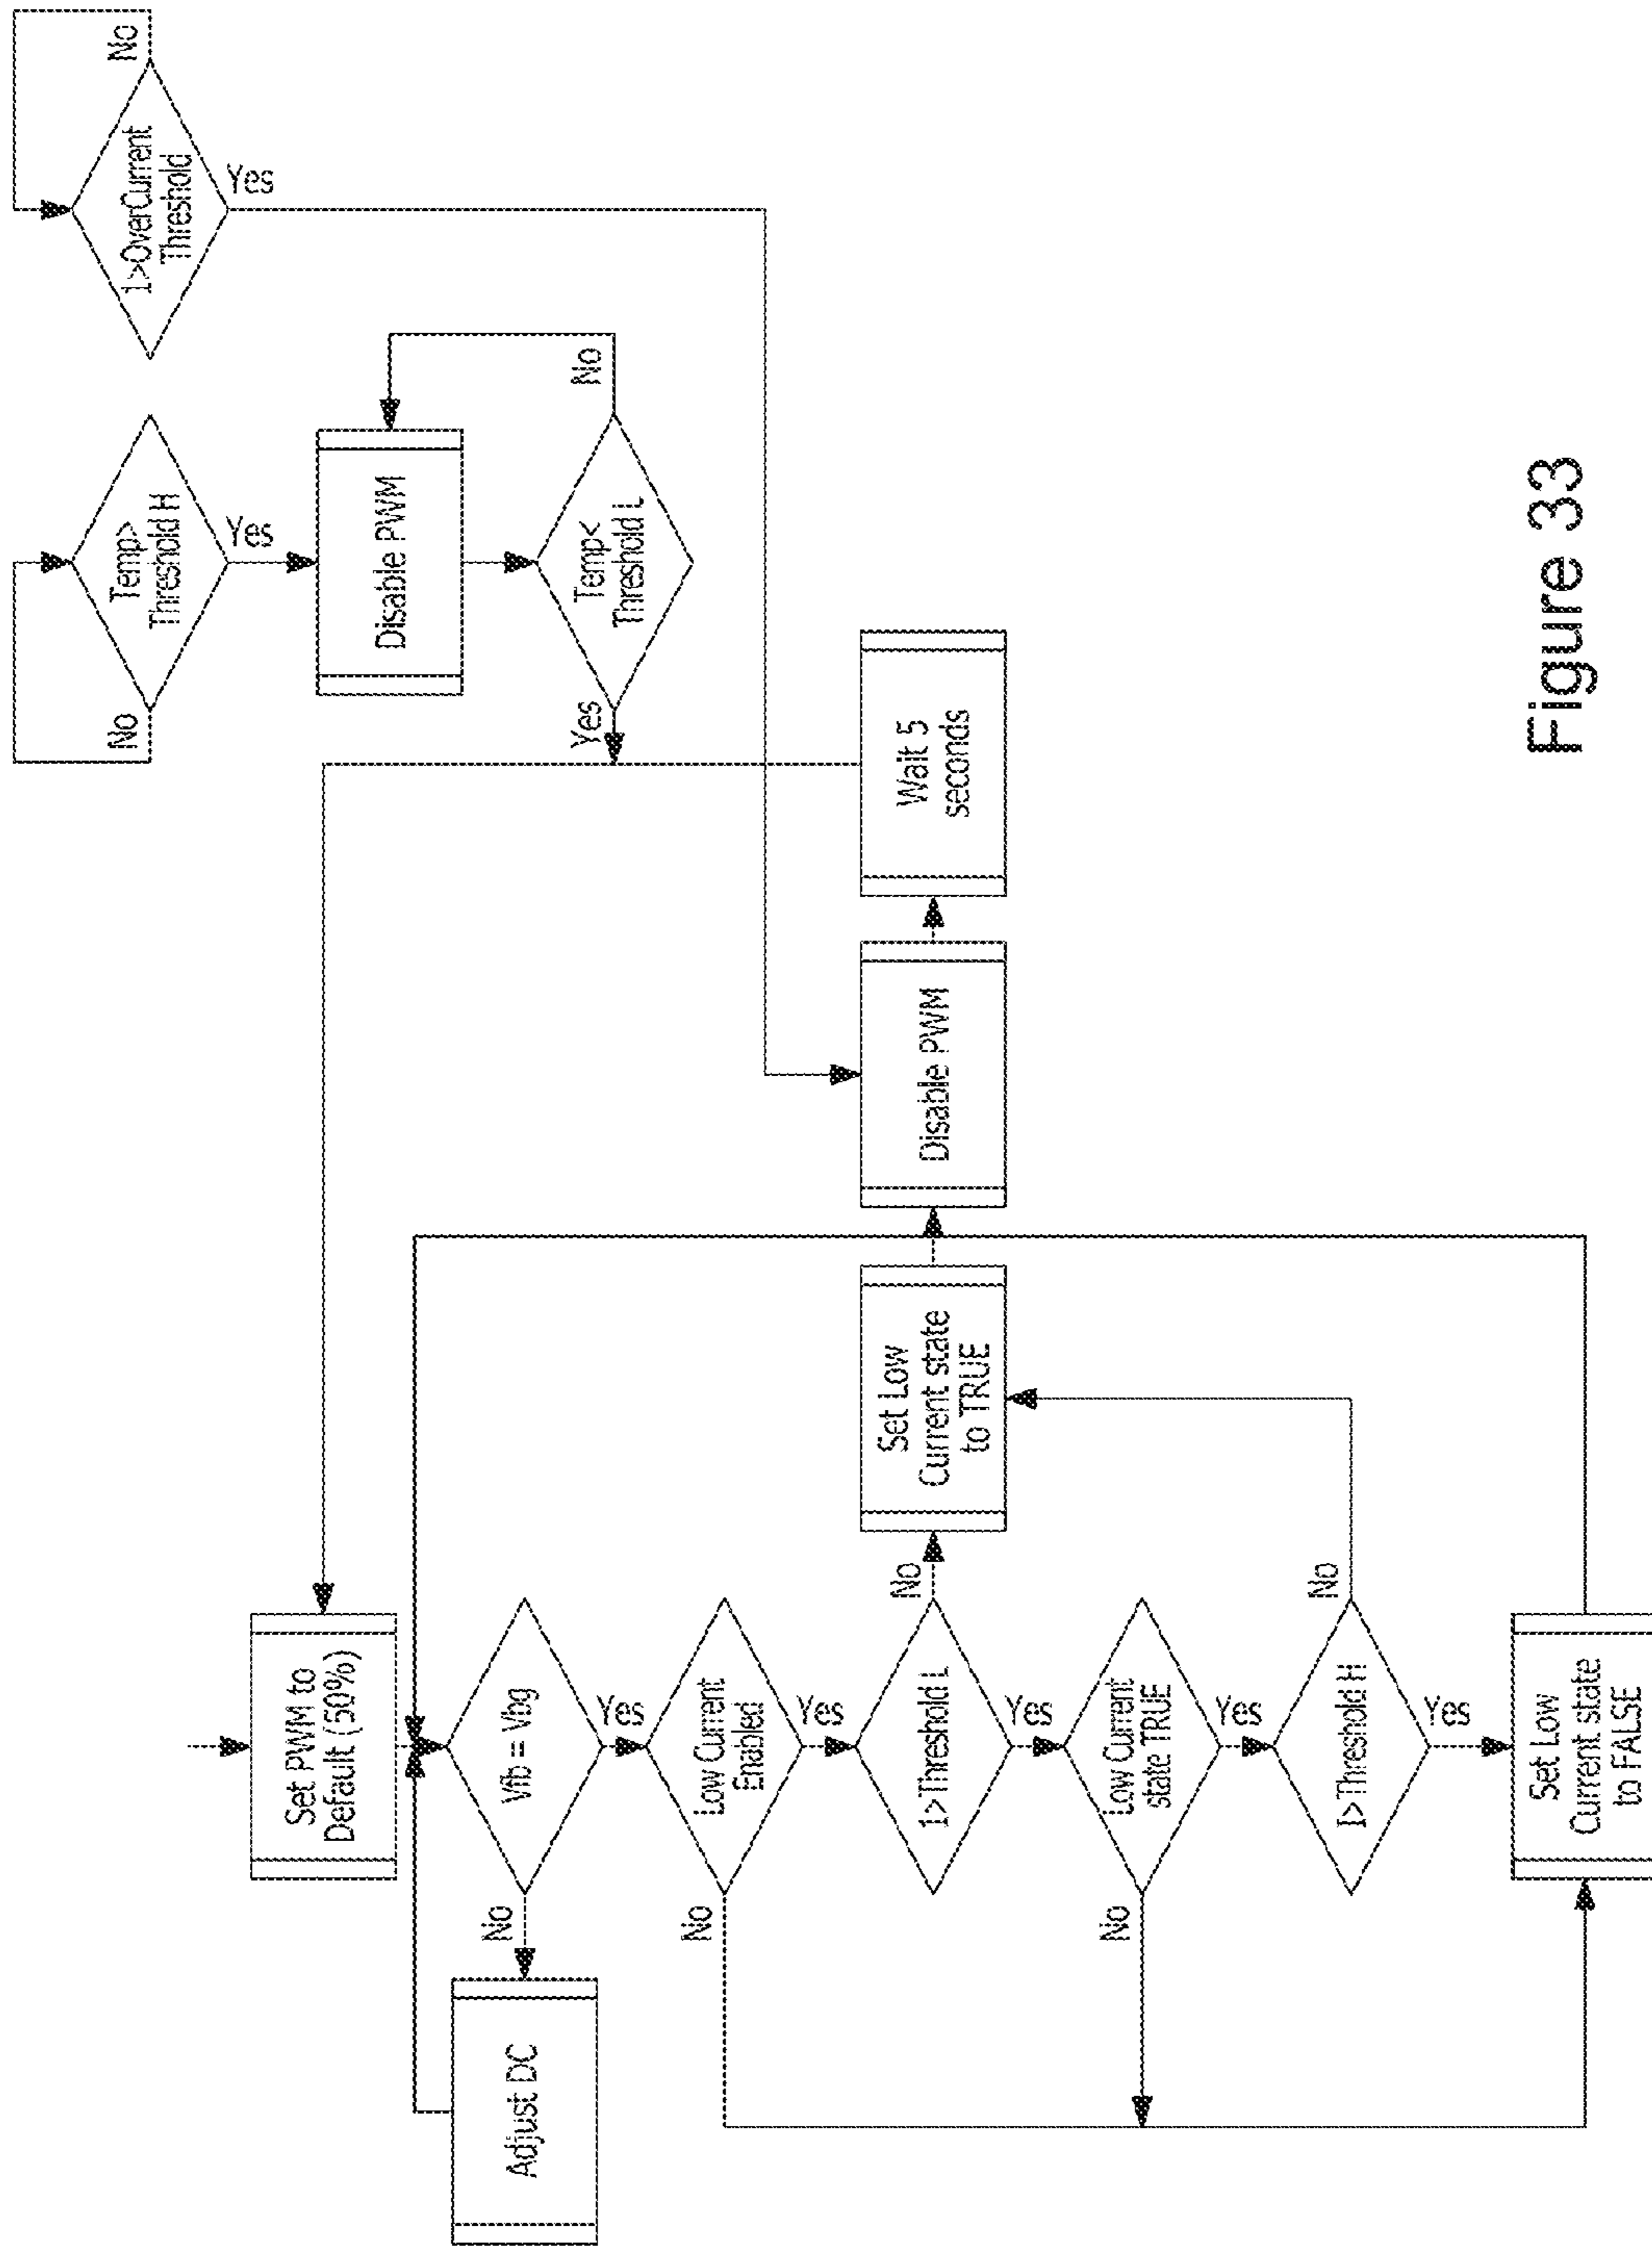 Set PWM to
Default (50%)
Vfb = Vbg
No
Yes
Adjust DC
Low Current
Enabled
No
Yes
1>Threshold L
No
Yes
Set Low
Current state
to TRUE
Low Current
state TRUE
No
Yes
I>Threshold H
No
Yes
Set Low
Current state
to FALSE
Disable PWM
Wait 5
seconds
Temp>
Threshold H
No
Yes
Disable PWM
Temp<
Threshold L
Yes
No
1>OverCurrent
Threshold
No
Yes
Figure 33